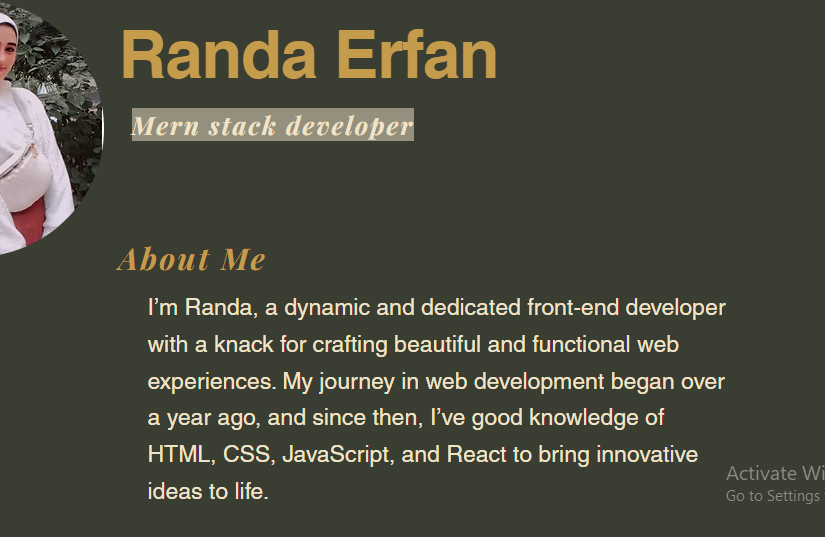 Randa Erfan
Mern stack developer
About Me
I’m Randa, a dynamic and dedicated front-end developer
with a knack for crafting beautiful and functional web
experiences. My journey in web development began over
a year ago, and since then, I’ve good knowledge of
HTML, CSS, JavaScript, and React to bring innovative
ideas to life.
Activate Wi
Go to Settings